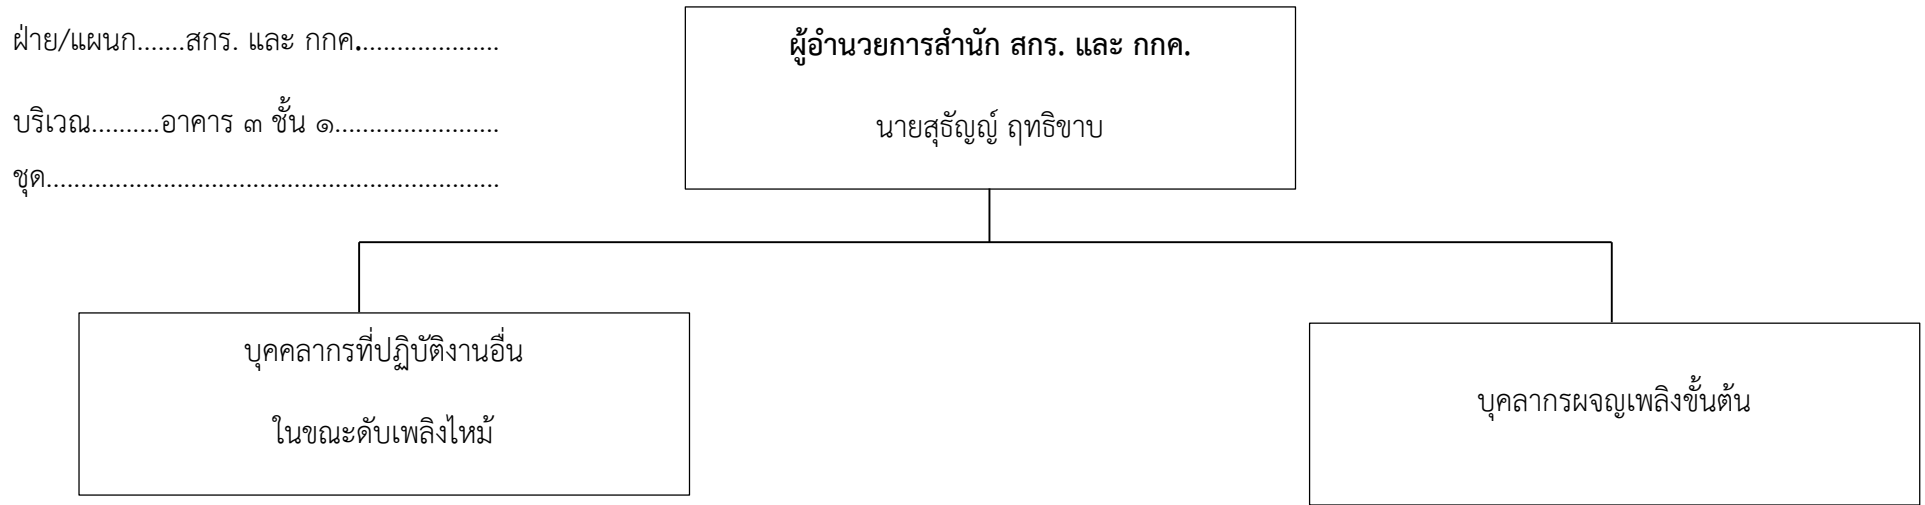 ฝ่าย/แผนก.......สกร. และ กกค.....................
บริเวณ..........อาคาร ๓ ชั้น ๑........................
ชุด..................................................................
ผู้อำนวยการสำนัก สกร. และ กกค.
นายสุธัญญ์ ฤทธิขาบ
บุคคลากรที่ปฏิบัติงานอื่น
ในขณะดับเพลิงไหม้
บุคลากรผจญเพลิงขั้นต้น